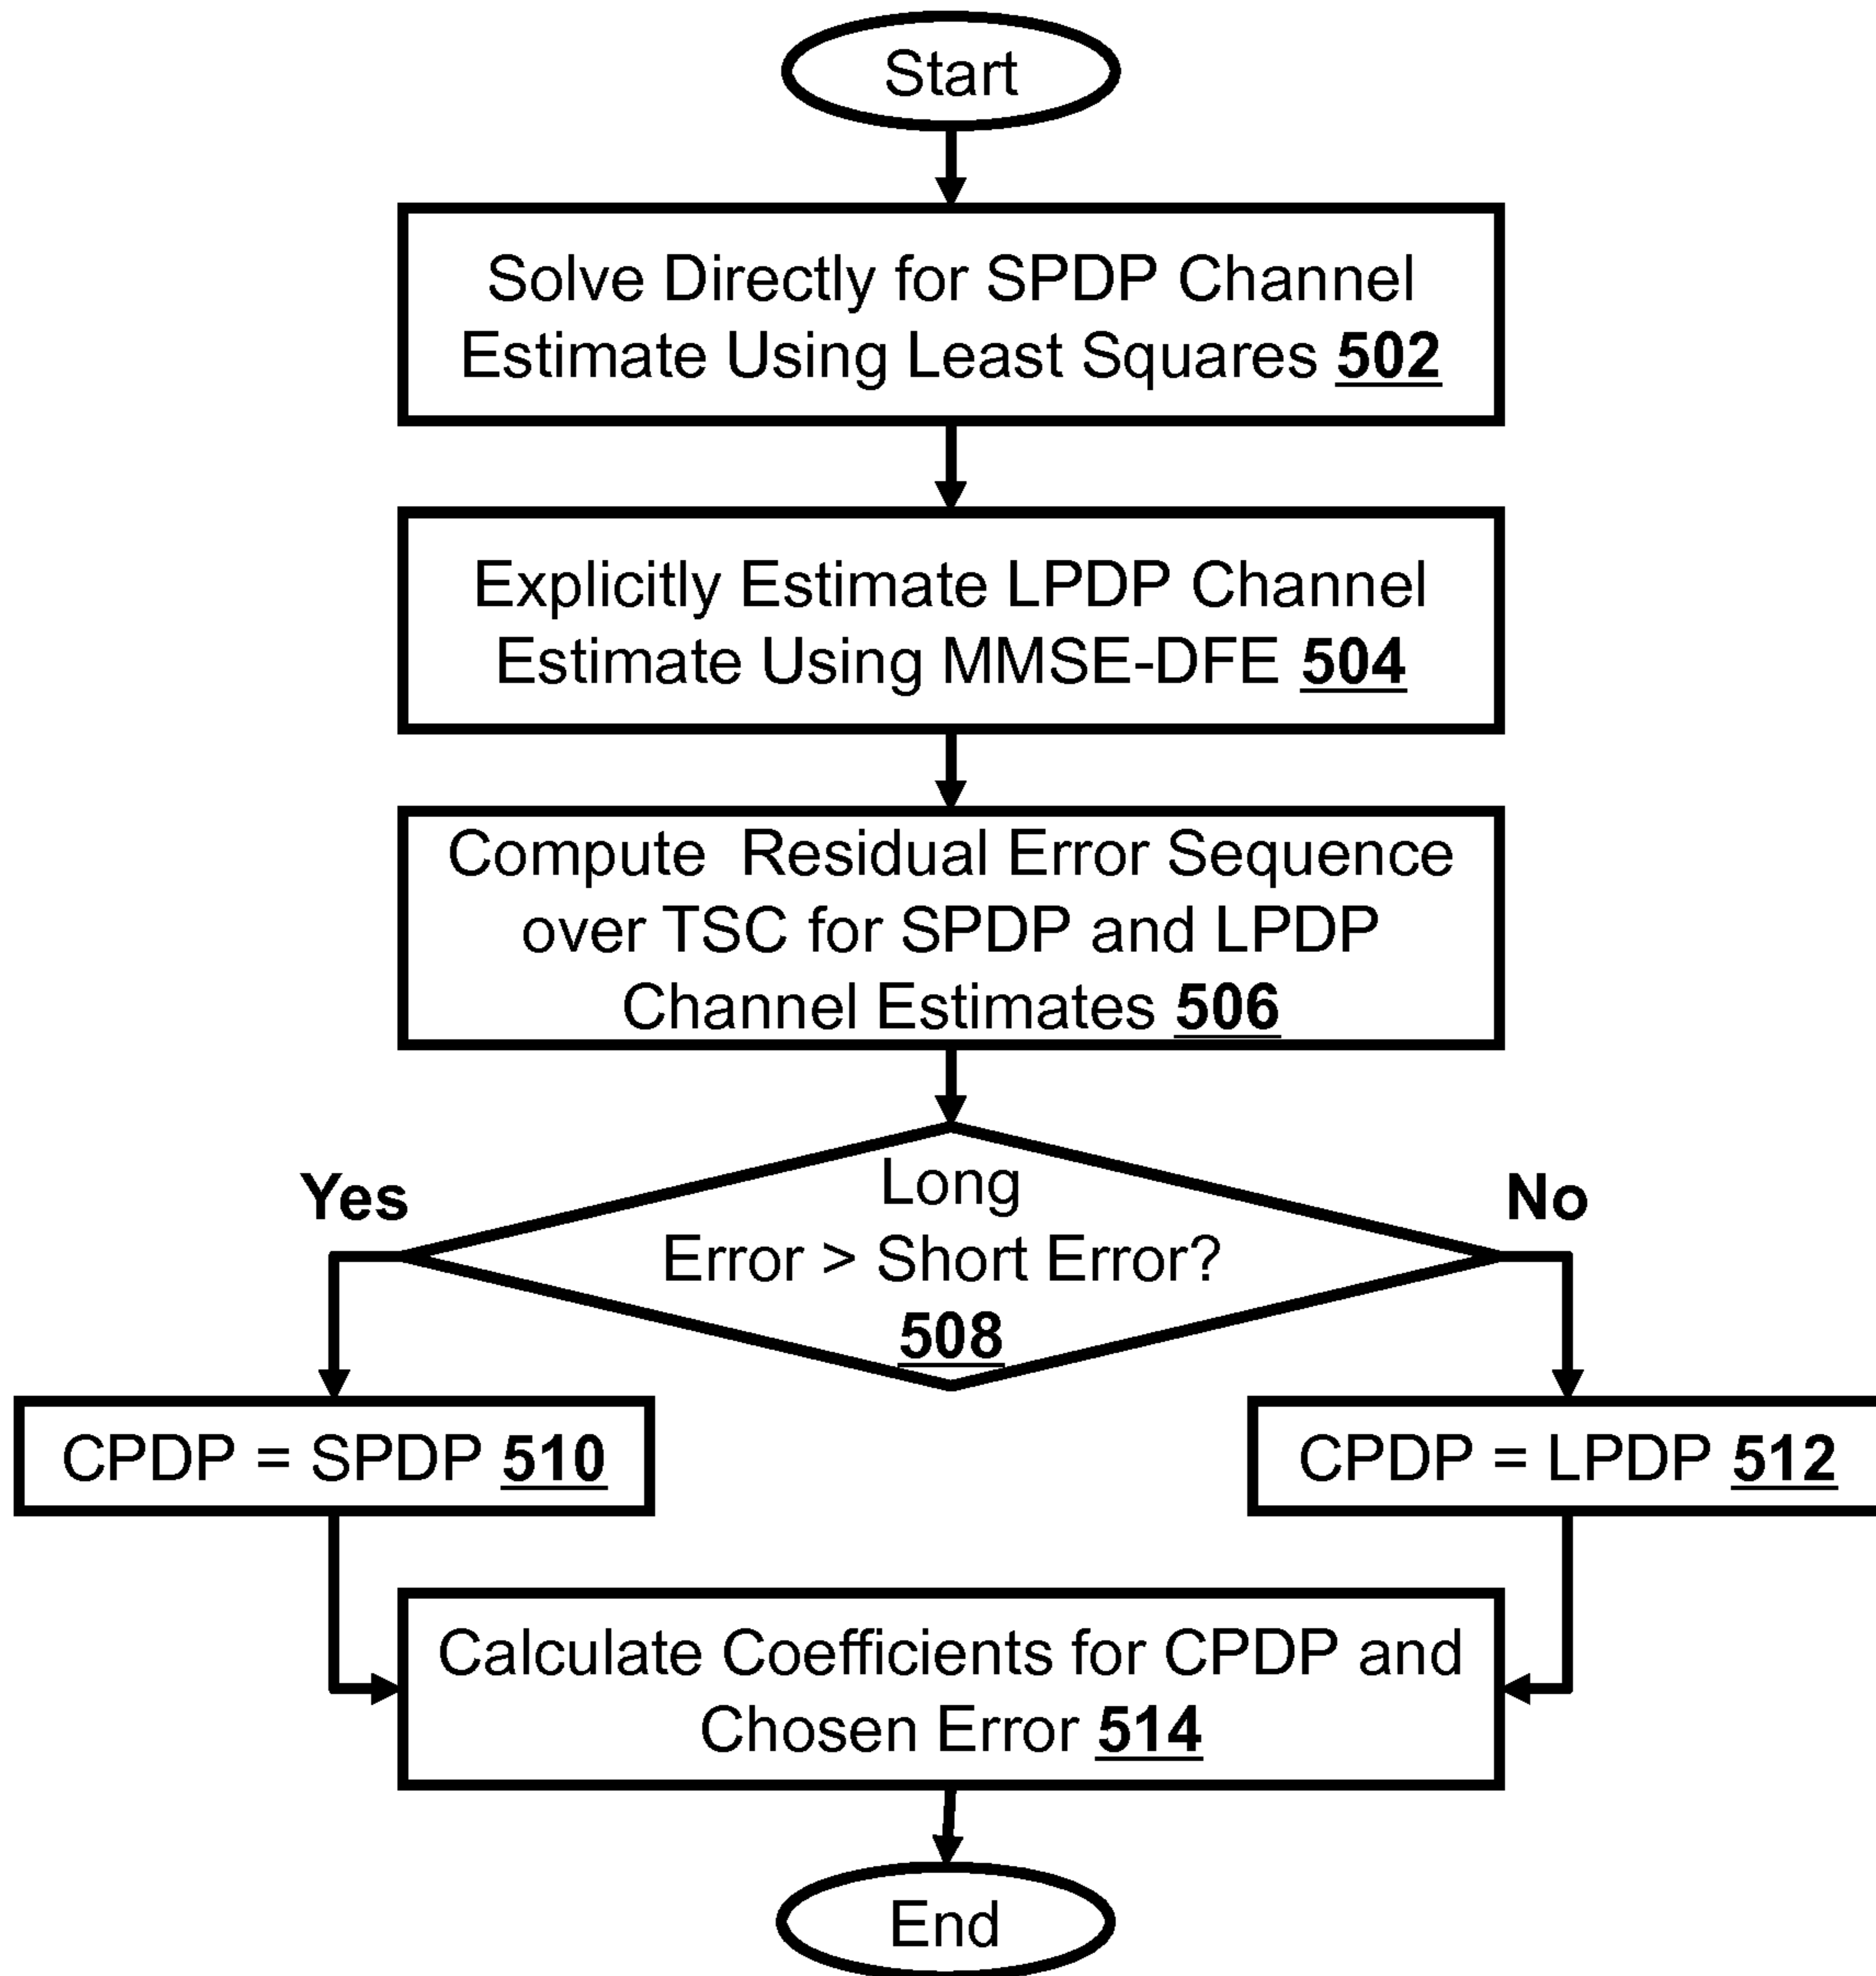 Start
Solve Directly for SPDP Channel
Estimate Using Least Squares 502
Explicitly Estimate LPDP Channel
Estimate Using MMSE-DFE 504
Compute Residual Error Sequence
over TSC for SPDP and LPDP
Channel Estimates 506
Long
Error > Short Error?
508
Yes
No
CPDP = SPDP 510
CPDP = LPDP 512
Calculate Coefficients for CPDP and
Chosen Error 514
End